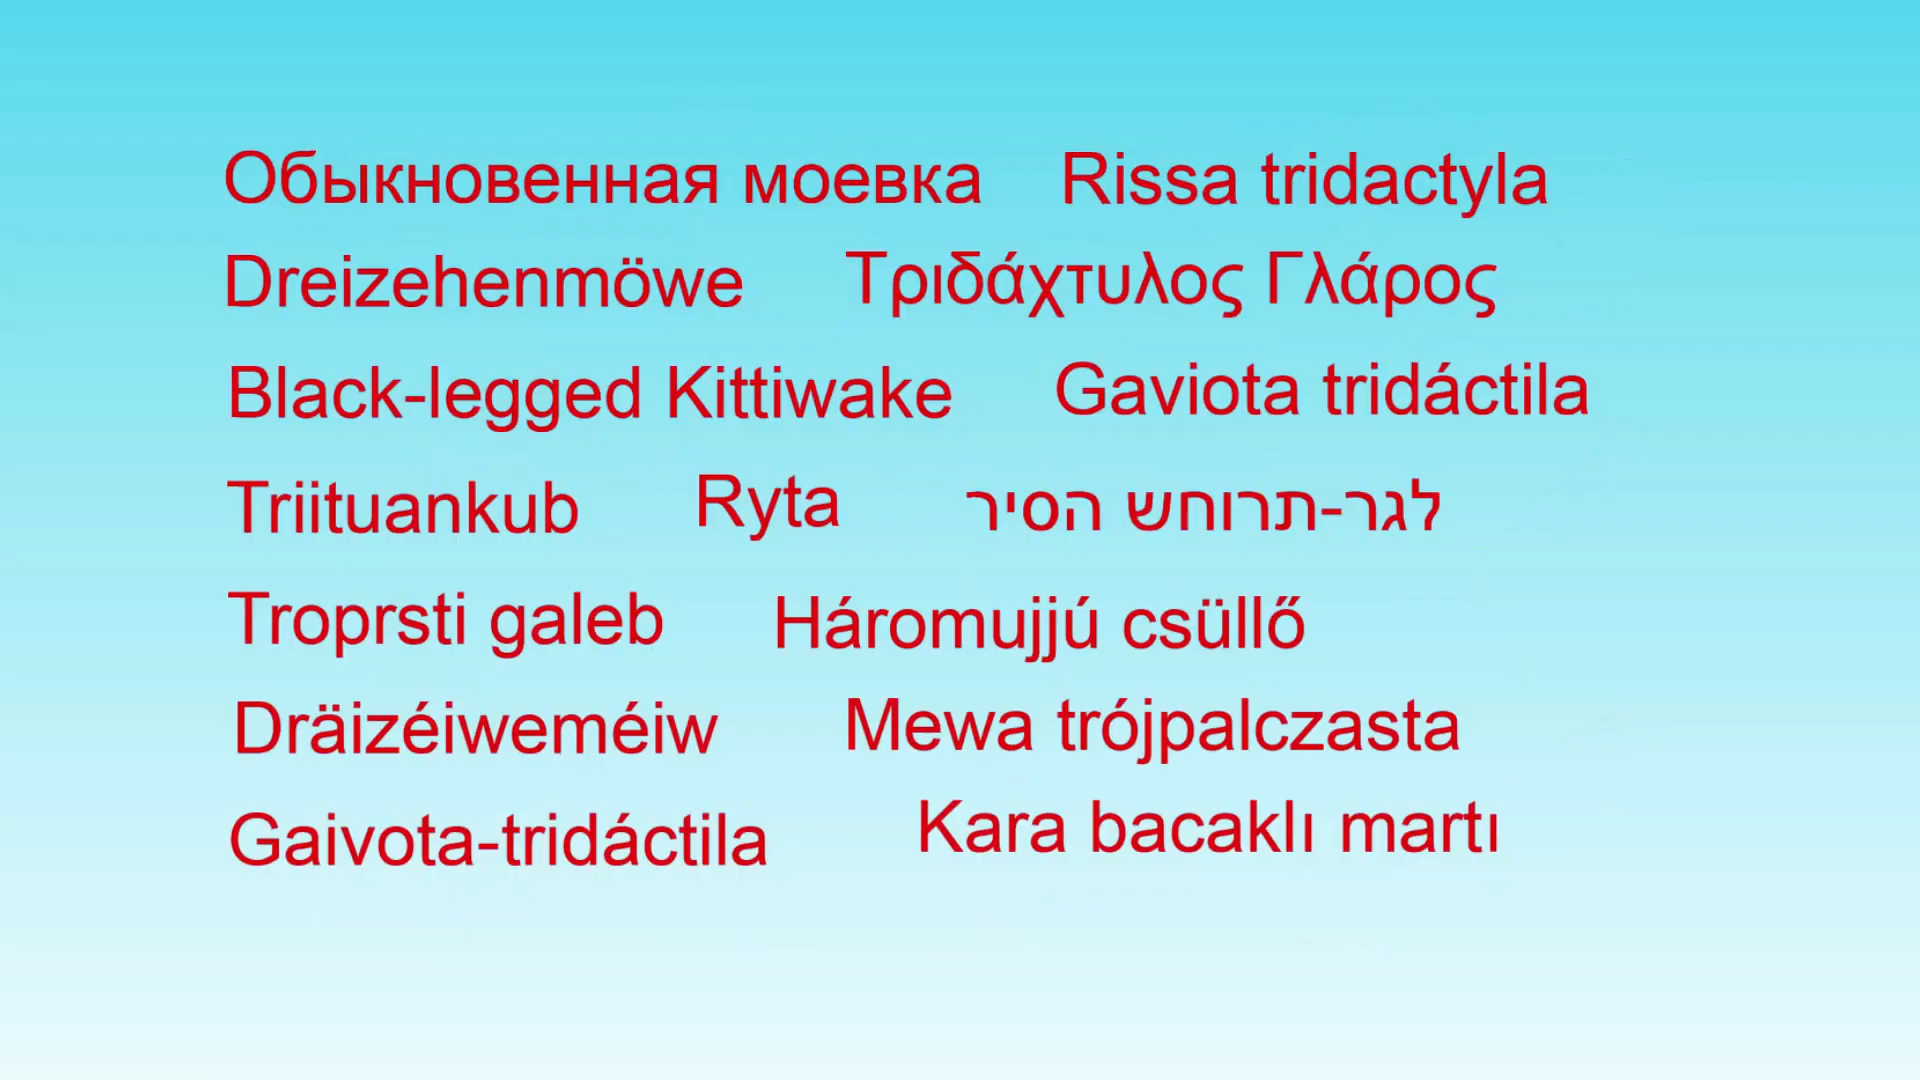 Обыкновенная моевка Rissa tridactyla
Dreizehenmöwe Τριδάχτυλος Γλάρος
Black-legged Kittiwake Gaviota tridáctila
Triituankub Ryta לגר-תרוחש הסיר
Troprsti galeb Háromujjú csüllő
Dräizéiweméiw Mewa trójpalczasta
Gaivota-tridáctila Kara bacaklı martı